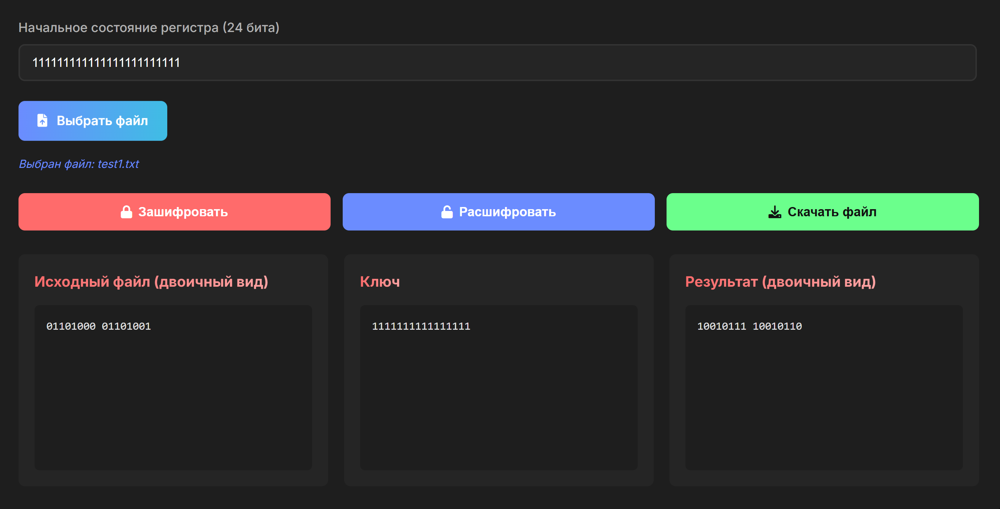 Начальное состояние регистра (24 бита)
111111111111111111111111
Выбрать файл
Выбран файл: test1.txt
Зашифровать
Расшифровать
Скачать файл
Исходный файл (двоичный вид)
01101000 01101001
Ключ
1111111111111111
Результат (двоичный вид)
10010111 10010110